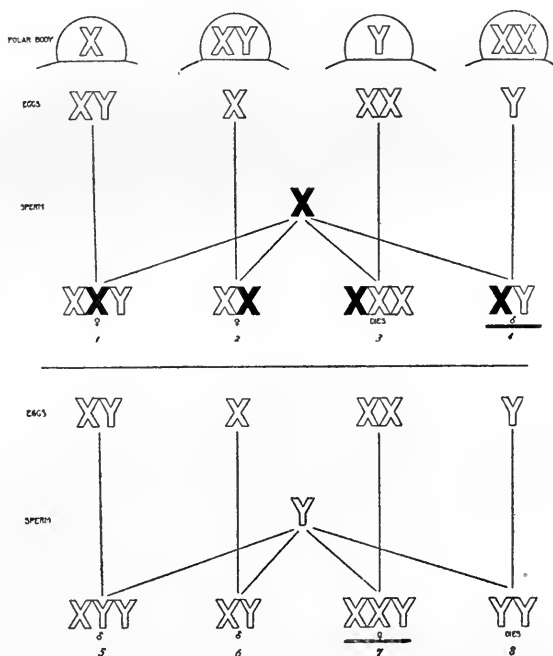 POLAR BODY X XY Y XX
EGGS XY X XX Y
SPERM X
XXY XX XXX XY
♀ ♀ DIES ♂
1 2 3 4
EGGS XY X XX Y
SPERM Y
XYY XY XXY YY
♂ ♂ ♀ DIES
5 6 7 8